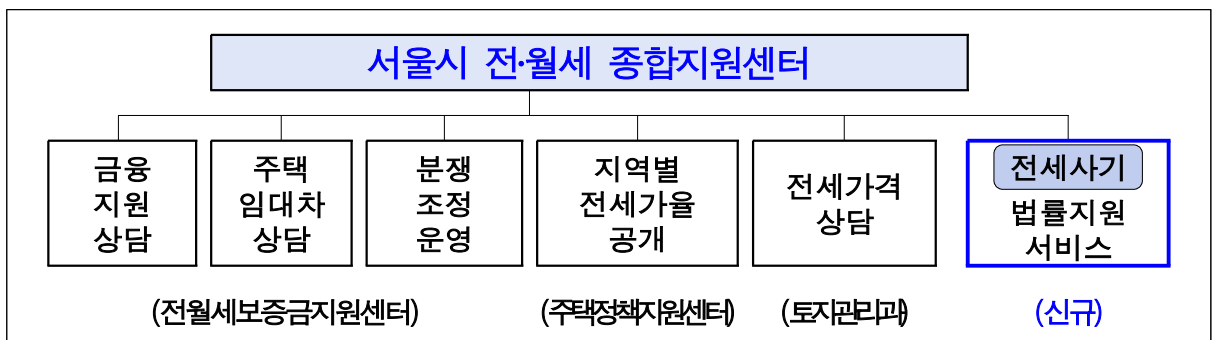 서울시 전·월세 종합지원센터
금융
지원
상담
주택
임대차
상담
분쟁
조정
운영
지역별
전세가율
공개
전세가격
상담
전세사기
법률지원
서비스
(전월세보증금지원센터)
(주택정책지원센터)
(토지관리과)
(신규)